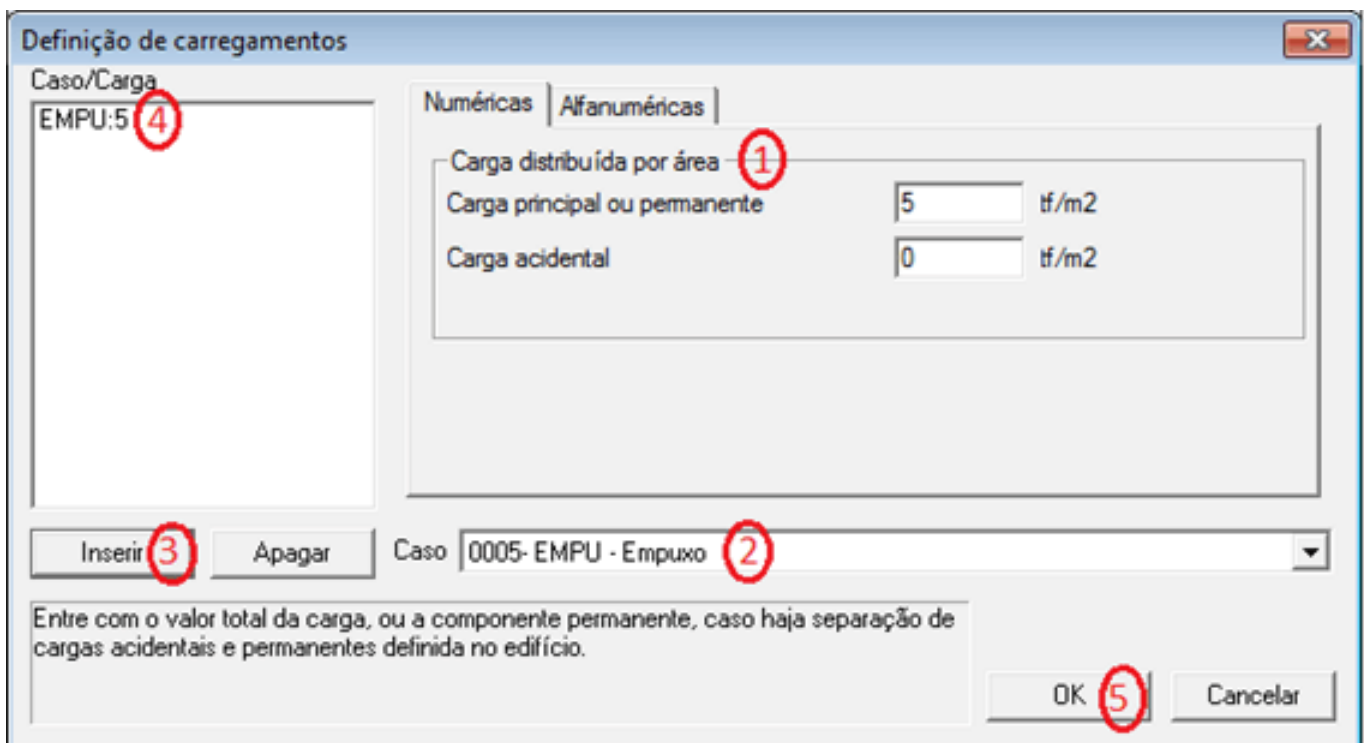 Definição de carregamentos
Caso/Carga
EMPU:5 4
Numéricas Alfanuméricas
Carga distribuída por área 1
Carga principal ou permanente 5 tf/m2
Carga acidental 0 tf/m2
Inserir 3 Apagar Caso 0005- EMPU - Empuxo 2
Entre com o valor total da carga, ou a componente permanente, caso haja separação de
cargas acidentais e permanentes definida no edifício.
OK 5 Cancelar